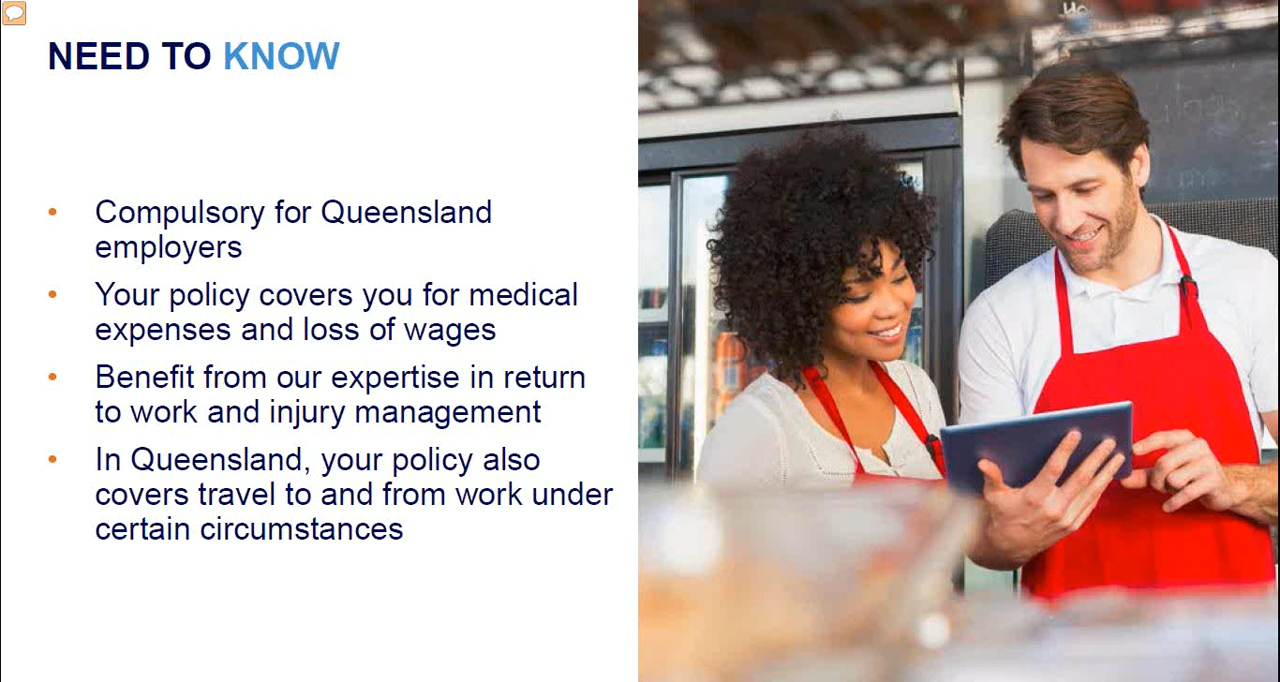 NEED TO KNOW
• Compulsory for Queensland
employers
• Your policy covers you for medical
expenses and loss of wages
• Benefit from our expertise in return
to work and injury management
• In Queensland, your policy also
covers travel to and from work under
certain circumstances